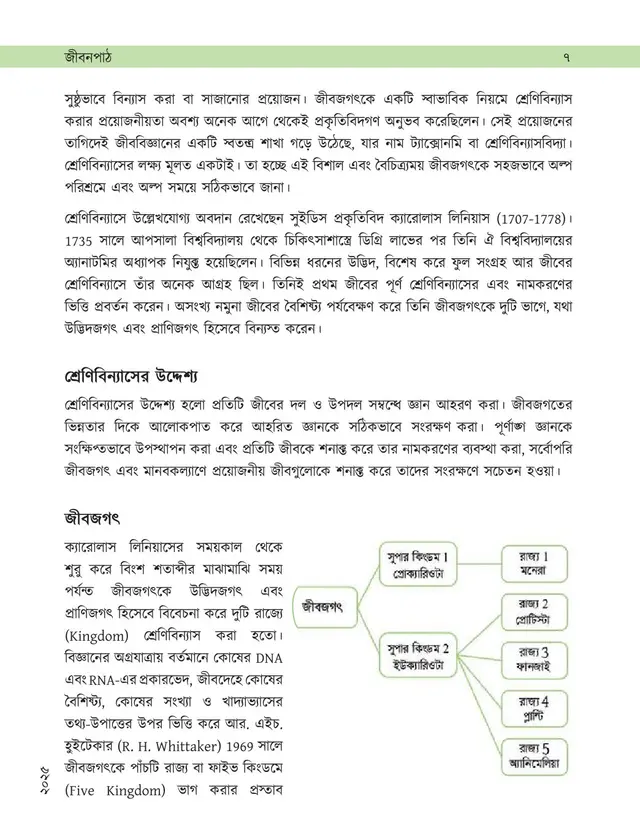 জীবনপাঠ ৭
সুষ্ঠুভাবে বিন্যাস করা বা সাজানোর প্রয়োজন। জীবজগৎকে একটি স্বাভাবিক নিয়মে শ্রেণিবিন্যাস
করার প্রয়োজনীয়তা অবশ্য অনেক আগে থেকেই প্রকৃতিবিদগণ অনুভব করেছিলেন। সেই প্রয়োজনের
তাগিদেই জীববিজ্ঞানের একটি স্বতন্ত্র শাখা গড়ে উঠেছে, যার নাম ট্যাক্সোনমি বা শ্রেণিবিন্যাসবিদ্যা।
শ্রেণিবিন্যাসের লক্ষ্য মূলত একটাই। তা হচ্ছে এই বিশাল এবং বৈচিত্র্যময় জীবজগৎকে সহজভাবে অল্প
পরিশ্রমে এবং অল্প সময়ে সঠিকভাবে জানা।
শ্রেণিবিন্যাসে উল্লেখযোগ্য অবদান রেখেছেন সুইডিস প্রকৃতিবিদ ক্যারোলাস লিনিয়াস (1707-1778)।
1735 সালে আপসালা বিশ্ববিদ্যালয় থেকে চিকিৎসাশাস্ত্রে ডিগ্রি লাভের পর তিনি ঐ বিশ্ববিদ্যালয়ের
অ্যানাটমির অধ্যাপক নিযুক্ত হয়েছিলেন। বিভিন্ন ধরনের উদ্ভিদ, বিশেষ করে ফুল সংগ্রহ আর জীবের
শ্রেণিবিন্যাসে তাঁর অনেক আগ্রহ ছিল। তিনিই প্রথম জীবের পূর্ণ শ্রেণিবিন্যাসের এবং নামকরণের
ভিত্তি প্রবর্তন করেন। অসংখ্য নমুনা জীবের বৈশিষ্ট্য পর্যবেক্ষণ করে তিনি জীবজগৎকে দুটি ভাগে, যথা
উদ্ভিদজগৎ এবং প্রাণিজগৎ হিসেবে বিন্যস্ত করেন।
শ্রেণিবিন্যাসের উদ্দেশ্য
শ্রেণিবিন্যাসের উদ্দেশ্য হলো প্রতিটি জীবের দল ও উপদল সম্বন্ধে জ্ঞান আহরণ করা। জীবজগতের
ভিন্নতার দিকে আলোকপাত করে আহরিত জ্ঞানকে সঠিকভাবে সংরক্ষণ করা। পূর্ণাঙ্গ জ্ঞানকে
সংক্ষিপ্তভাবে উপস্থাপন করা এবং প্রতিটি জীবকে শনাক্ত করে তার নামকরণের ব্যবস্থা করা, সর্বোপরি
জীবজগৎ এবং মানবকল্যাণে প্রয়োজনীয় জীবগুলোকে শনাক্ত করে তাদের সংরক্ষণে সচেতন হওয়া।
জীবজগৎ
ক্যারোলাস লিনিয়াসের সময়কাল থেকে
শুরু করে বিংশ শতাব্দীর মাঝামাঝি সময়
পর্যন্ত জীবজগৎকে উদ্ভিদজগৎ এবং
প্রাণিজগৎ হিসেবে বিবেচনা করে দুটি রাজ্যে
(Kingdom) শ্রেণিবিন্যাস করা হতো।
বিজ্ঞানের অগ্রযাত্রায় বর্তমানে কোষের DNA
এবং RNA-এর প্রকারভেদ, জীবদেহে কোষের
বৈশিষ্ট্য, কোষের সংখ্যা ও খাদ্যাভ্যাসের
তথ্য-উপাত্তের উপর ভিত্তি করে আর. এইচ.
হুইটেকার (R. H. Whittaker) 1969 সালে
জীবজগৎকে পাঁচটি রাজ্য বা ফাইভ কিংডমে
(Five Kingdom) ভাগ করার প্রস্তাব
জীবজগৎ
সুপার কিংডম 1
প্রোক্যারিওটা
সুপার কিংডম 2
ইউক্যারিওটা
রাজ্য 1
মনেরা
রাজ্য 2
প্রোটিস্টা
রাজ্য 3
ফানজাই
রাজ্য 4
প্লান্টি
রাজ্য 5
অ্যানিমেলিয়া
২০২৫